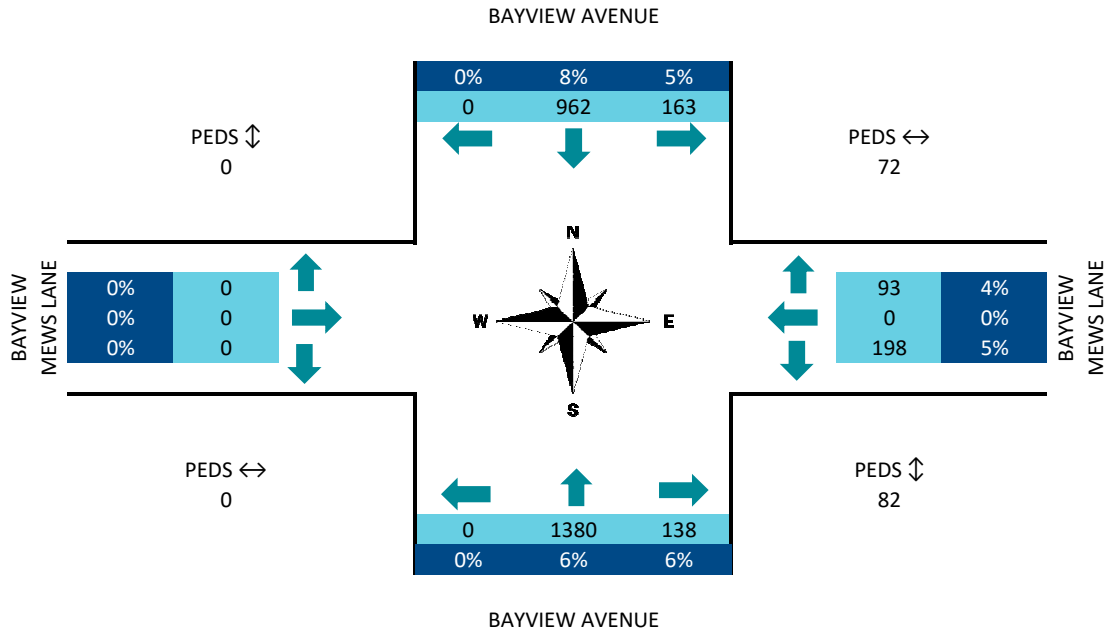 BAYVIEW AVENUE
0% 8% 5%
0 962 163
PEDS ↕
0
PEDS ↔
72
N
W E
S
BAYVIEW
MEWS LANE
0% 0
0% 0
0% 0
93 4%
0 0%
198 5%
BAYVIEW
MEWS LANE
PEDS ↔
0
PEDS ↕
82
0 1380 138
0% 6% 6%
BAYVIEW AVENUE